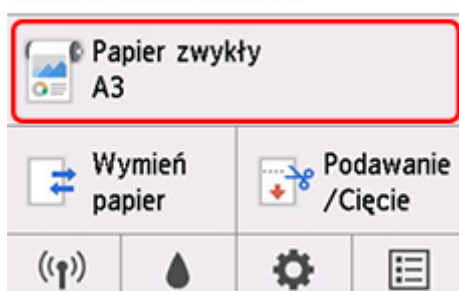 Papier zwykły
A3
Wymień
papier
Podawanie
/Cięcie